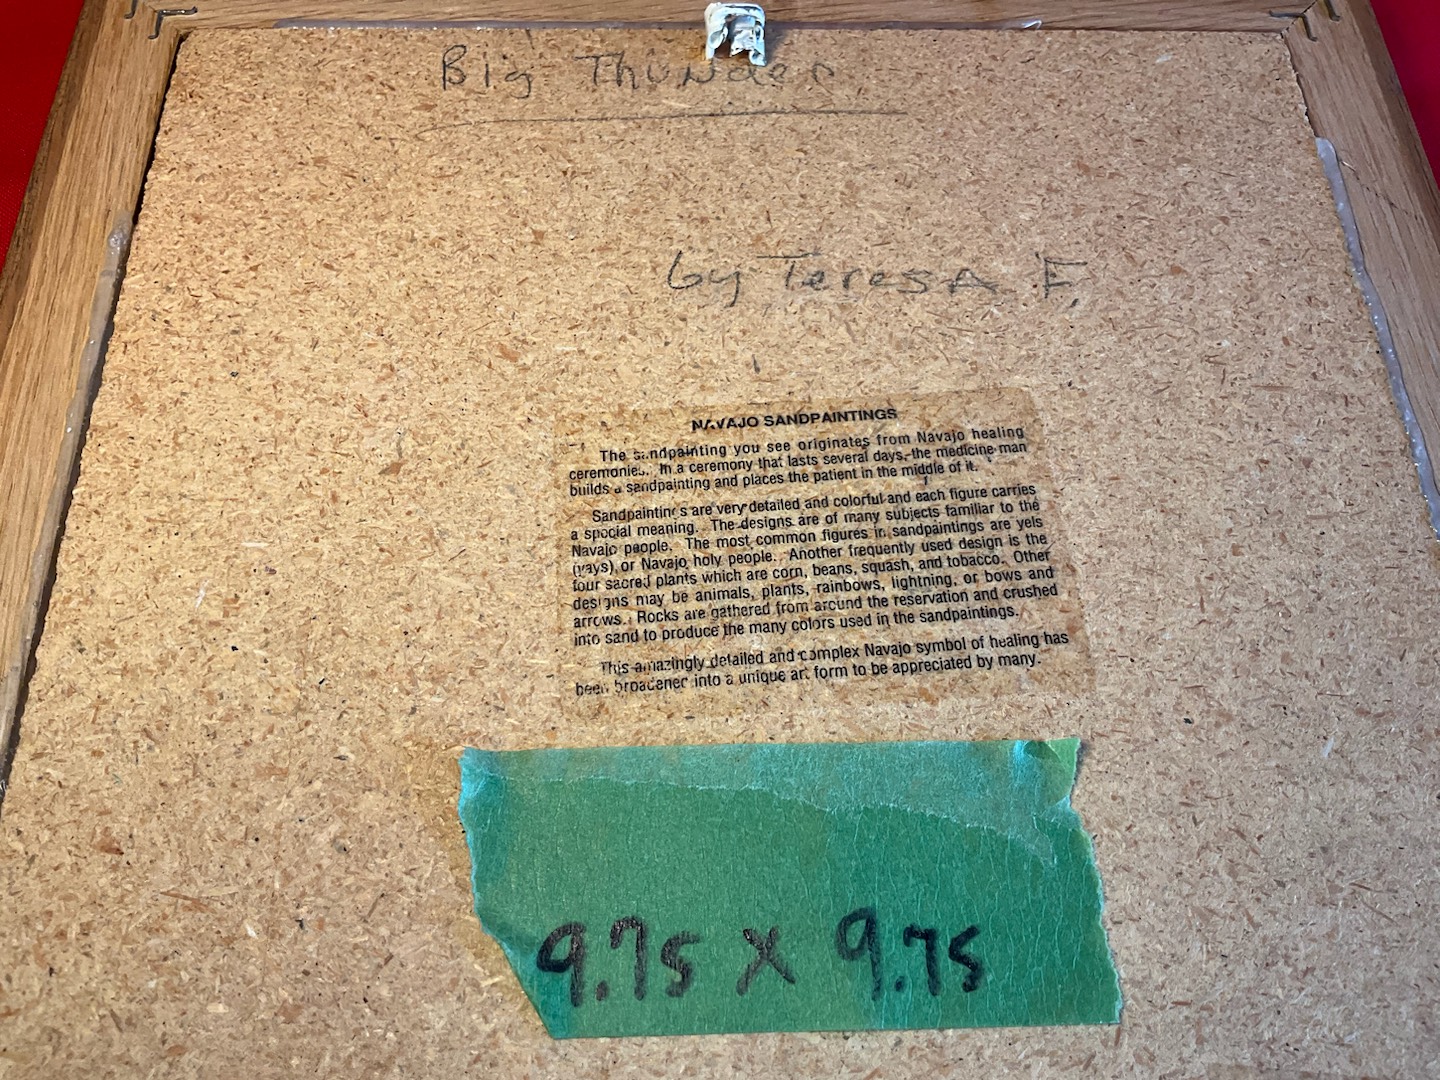 Big Thunder
by Teresa F.
NAVAJO SANDPAINTINGS
The sandpainting you see originates from Navajo healing
ceremonies. In a ceremony that lasts several days, the medicine man
builds a sandpainting and places the patient in the middle of it.
Sandpaintings are very detailed and colorful and each figure carries
a special meaning. The designs are of many subjects familiar to the
Navajo people. The most common figures in sandpaintings are yeis
(yays), or Navajo holy people. Another frequently used design is the
four sacred plants which are corn, beans, squash, and tobacco. Other
designs may be animals, plants, rainbows, lightning, or bows and
arrows. Rocks are gathered from around the reservation and crushed
into sand to produce the many colors used in the sandpaintings.
This amazingly detailed and complex Navajo symbol of healing has
been broadened into a unique art form to be appreciated by many.
9.75 X 9.75